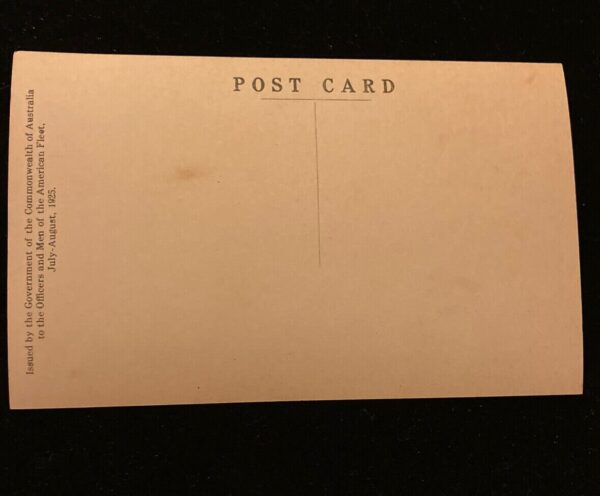 POST CARD
Issued by the Government of the Commonwealth of Australia
to the Officers and Men of the American Fleet,
July-August, 1925.